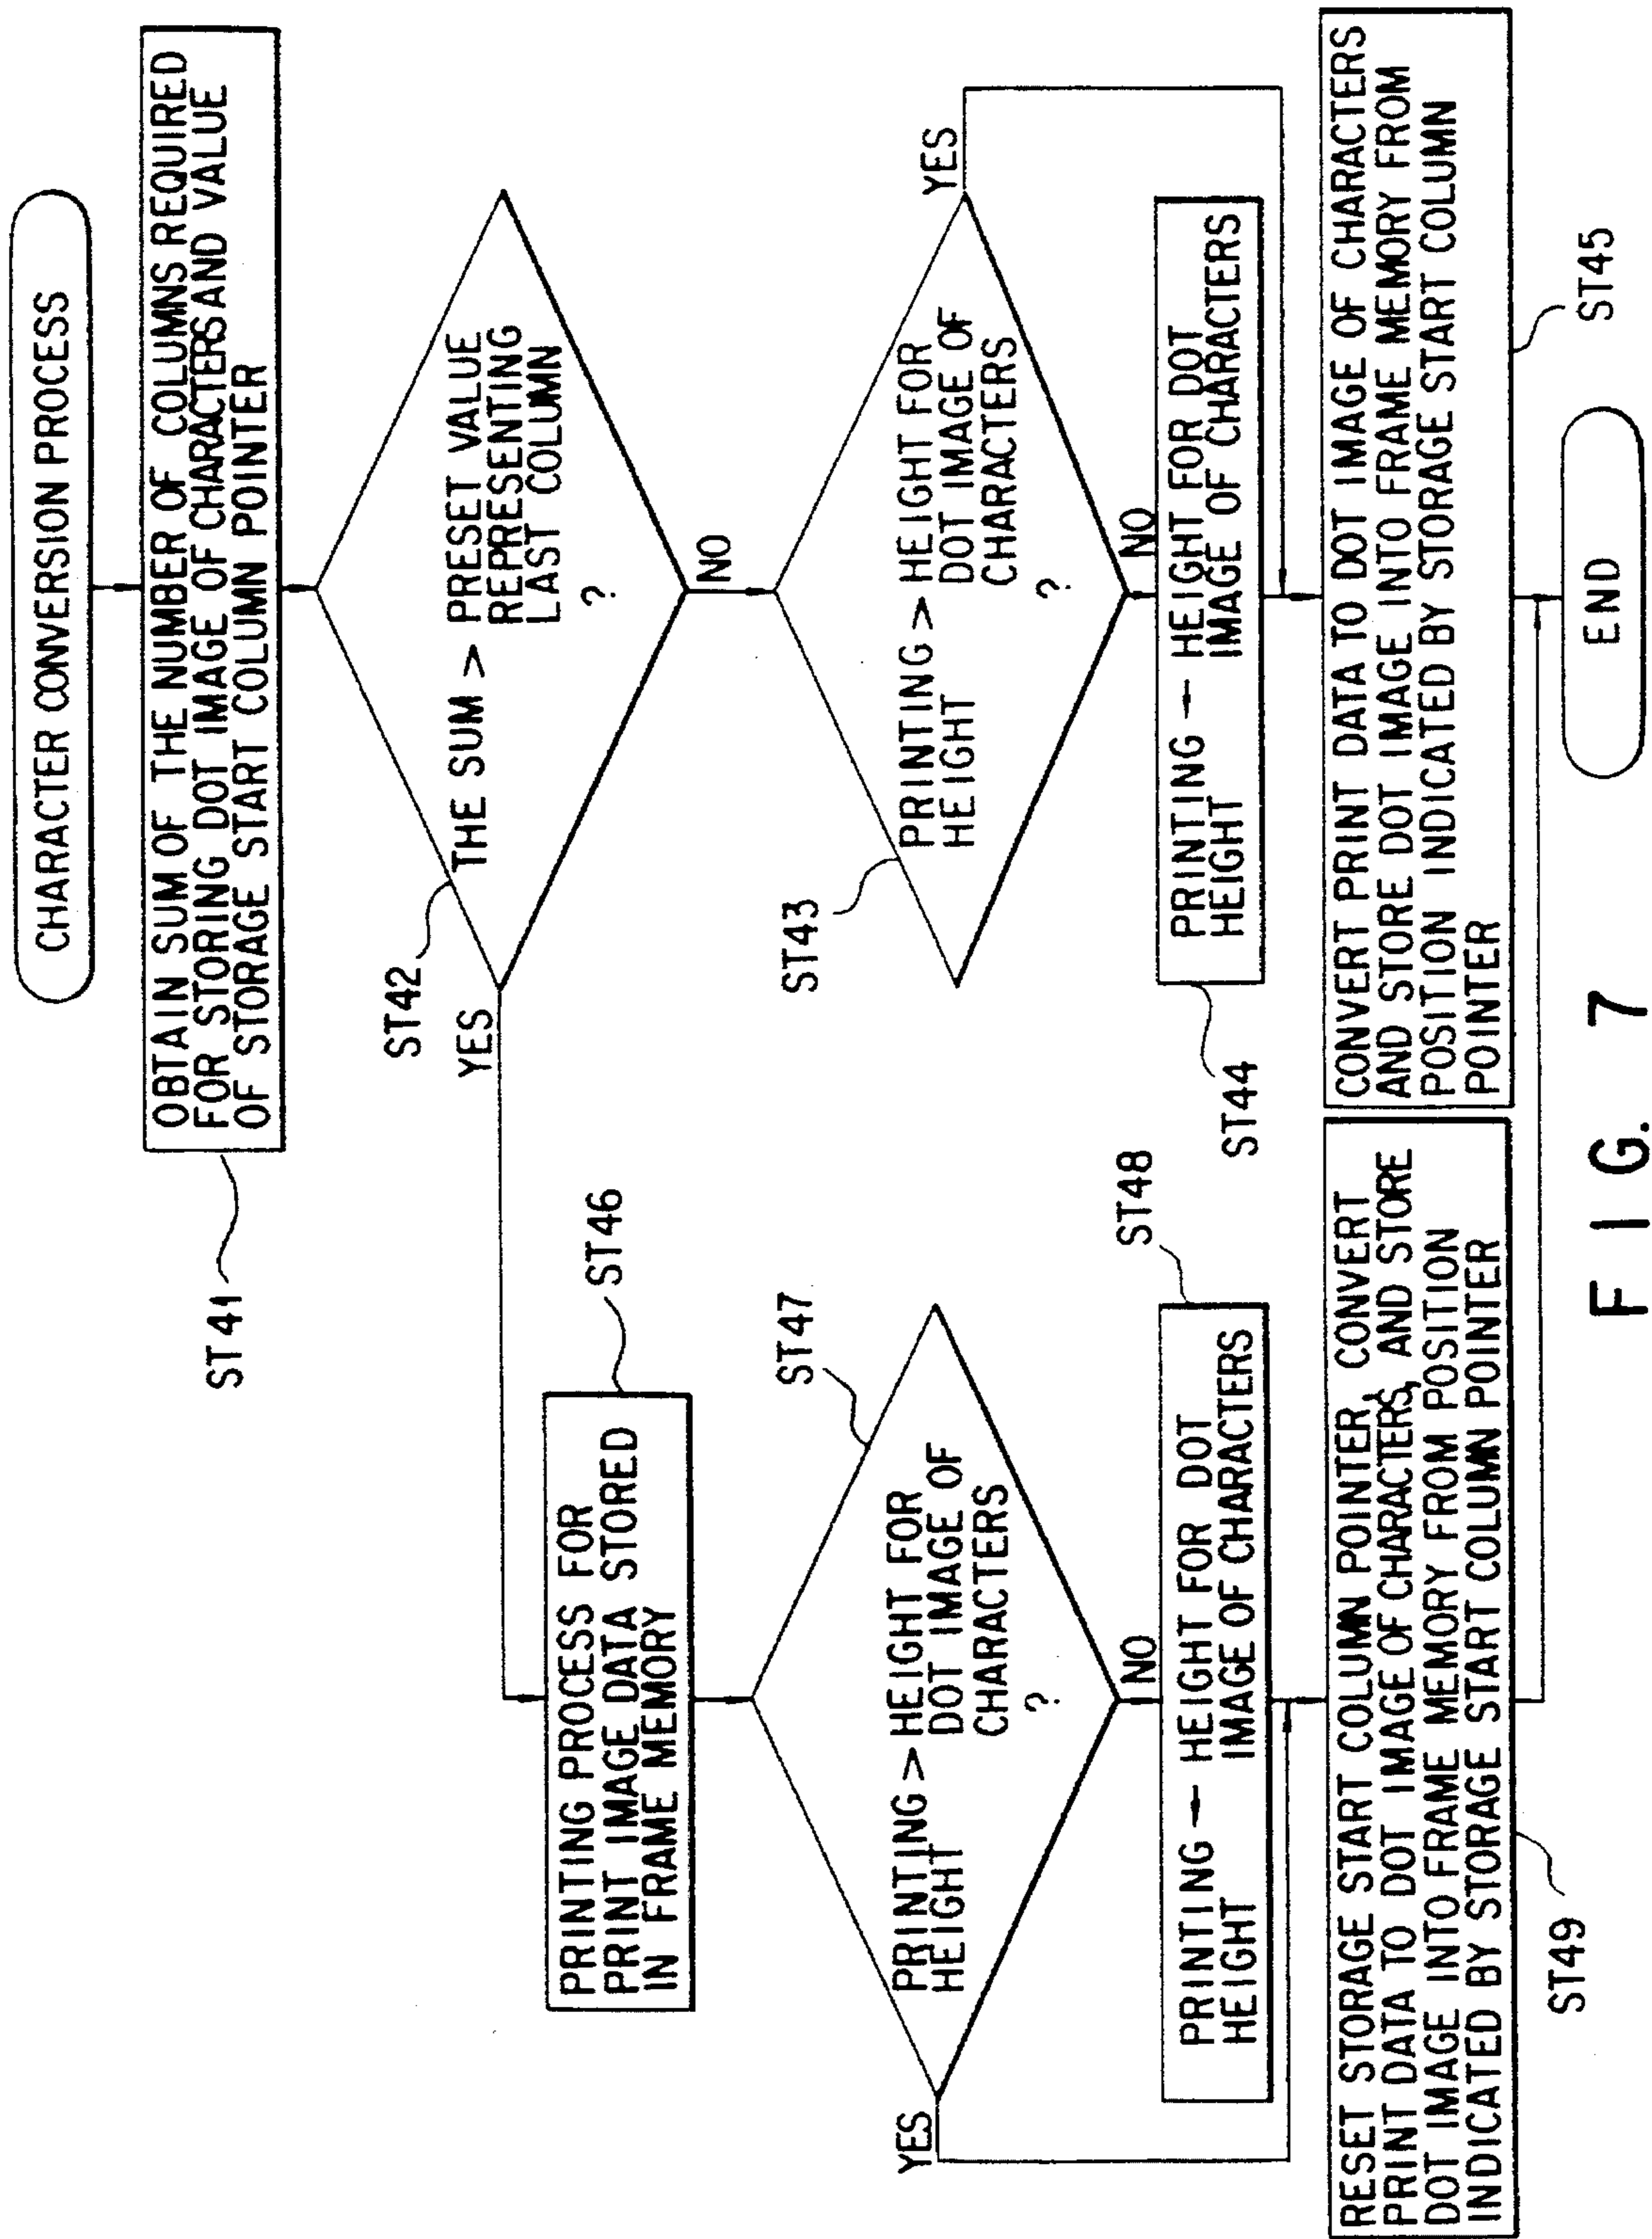 CHARACTER CONVERSION PROCESS
ST41
OBTAIN SUM OF THE NUMBER OF COLUMNS REQUIRED
FOR STORING DOT IMAGE OF CHARACTERS AND VALUE
OF STORAGE START COLUMN POINTER
ST42
THE SUM > PRESET VALUE
REPRESENTING
LAST COLUMN
?
YES
NO
ST46
PRINTING PROCESS FOR
PRINT IMAGE DATA STORED
IN FRAME MEMORY
ST47
PRINTING > HEIGHT FOR
HEIGHT DOT IMAGE OF
CHARACTERS
?
YES
NO
ST48
PRINTING ← HEIGHT FOR DOT
HEIGHT IMAGE OF CHARACTERS
RESET STORAGE START COLUMN POINTER, CONVERT
PRINT DATA TO DOT IMAGE OF CHARACTERS, AND STORE
DOT IMAGE INTO FRAME MEMORY FROM POSITION
INDICATED BY STORAGE START COLUMN POINTER
ST49
ST43
PRINTING > HEIGHT FOR
HEIGHT DOT IMAGE OF
CHARACTERS
?
YES
NO
ST44
PRINTING ← HEIGHT FOR DOT
HEIGHT IMAGE OF CHARACTERS
CONVERT PRINT DATA TO DOT IMAGE OF CHARACTERS
AND STORE DOT IMAGE INTO FRAME MEMORY FROM
POSITION INDICATED BY STORAGE START COLUMN
POINTER
ST45
END
FIG. 7